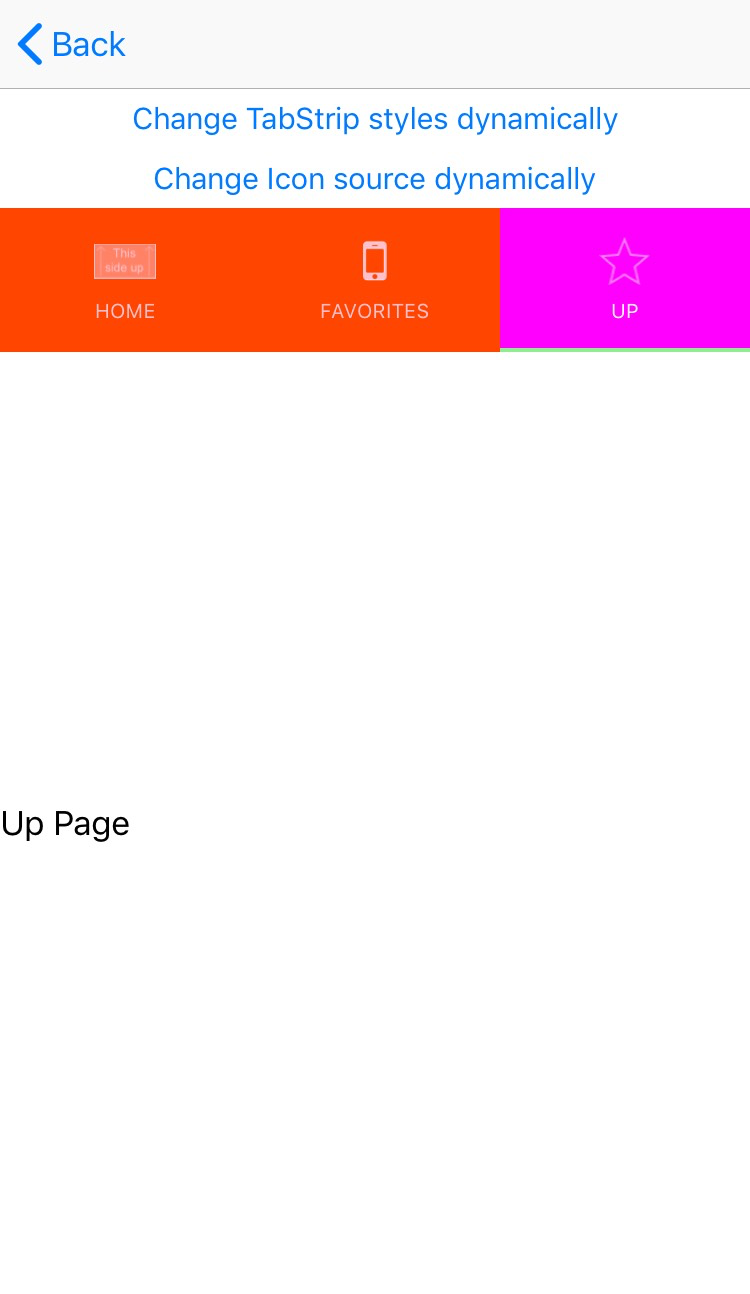 Back
Change TabStrip styles dynamically
Change Icon source dynamically
This
side up
HOME
FAVORITES
UP
Up Page